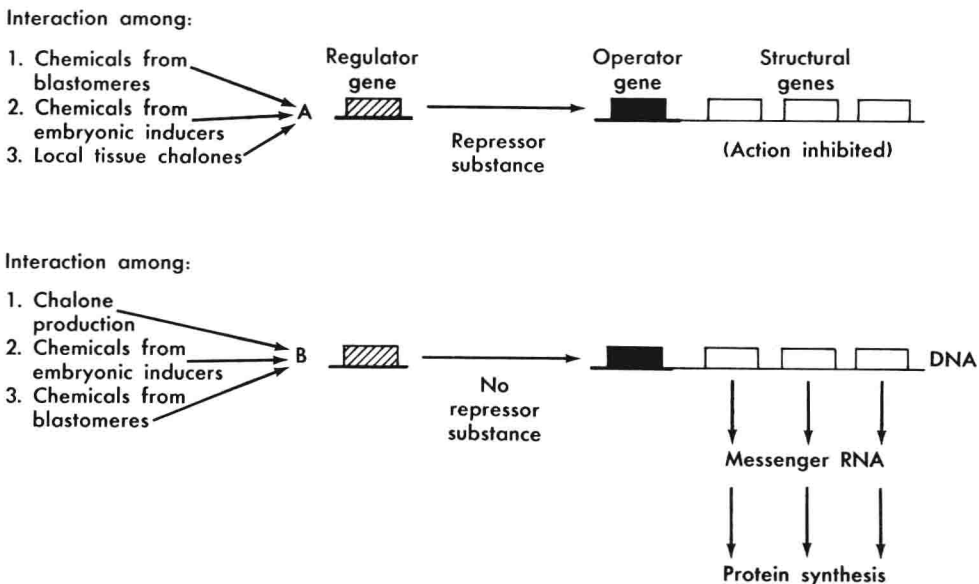 Interaction among:
1. Chemicals from
blastomeres
2. Chemicals from
embryonic inducers
3. Local tissue chalones
A
Regulator
gene
Repressor
substance
Operator
gene
Structural
genes
(Action inhibited)
Interaction among:
1. Chalone
production
2. Chemicals from
embryonic inducers
3. Chemicals from
blastomeres
B
No
repressor
substance
DNA
Messenger RNA
Protein synthesis